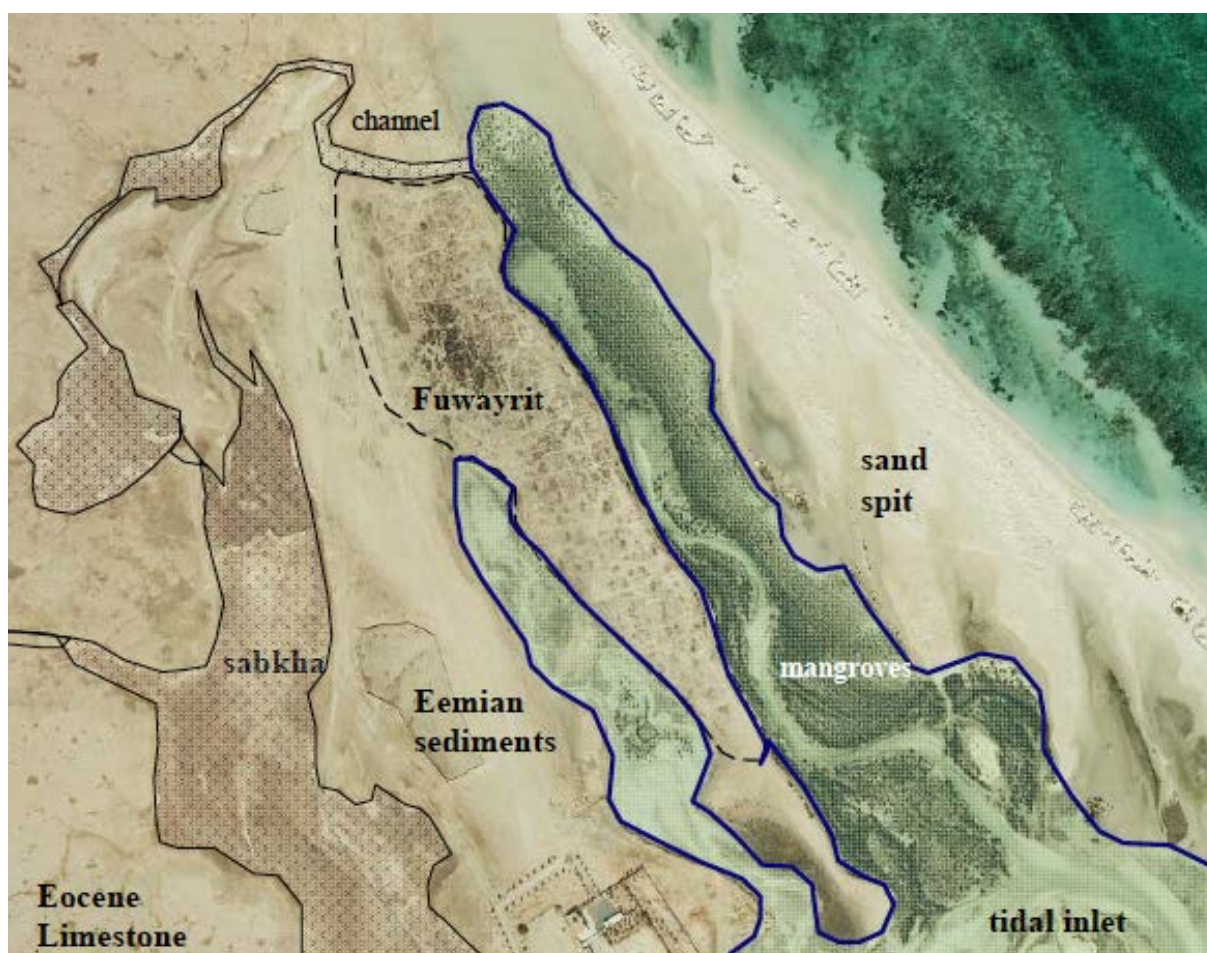 channel
Fuwayrit
sand
spit
sabkha
mangroves
Eemian
sediments
Eocene
Limestone
tidal inlet